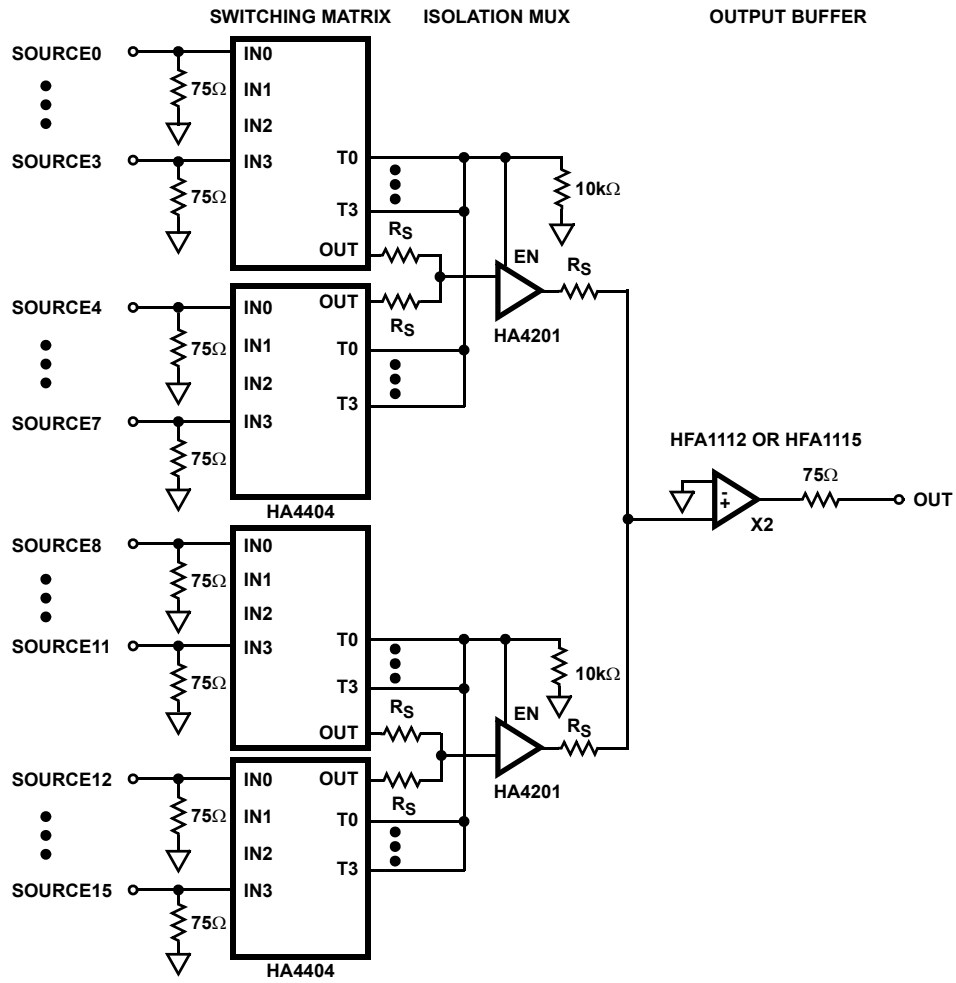 SWITCHING MATRIX
ISOLATION MUX
OUTPUT BUFFER
SOURCE0
75Ω
IN0
IN1
IN2
SOURCE3
75Ω
IN3
T0
T3
OUT
RS
10kΩ
EN
RS
HA4201
SOURCE4
75Ω
IN0
IN1
IN2
OUT
RS
T0
T3
SOURCE7
75Ω
IN3
HA4404
HFA1112 OR HFA1115
-
+
X2
75Ω
OUT
SOURCE8
75Ω
IN0
IN1
IN2
SOURCE11
75Ω
IN3
T0
T3
OUT
RS
10kΩ
EN
RS
HA4201
SOURCE12
75Ω
IN0
IN1
IN2
OUT
RS
T0
T3
SOURCE15
75Ω
IN3
HA4404